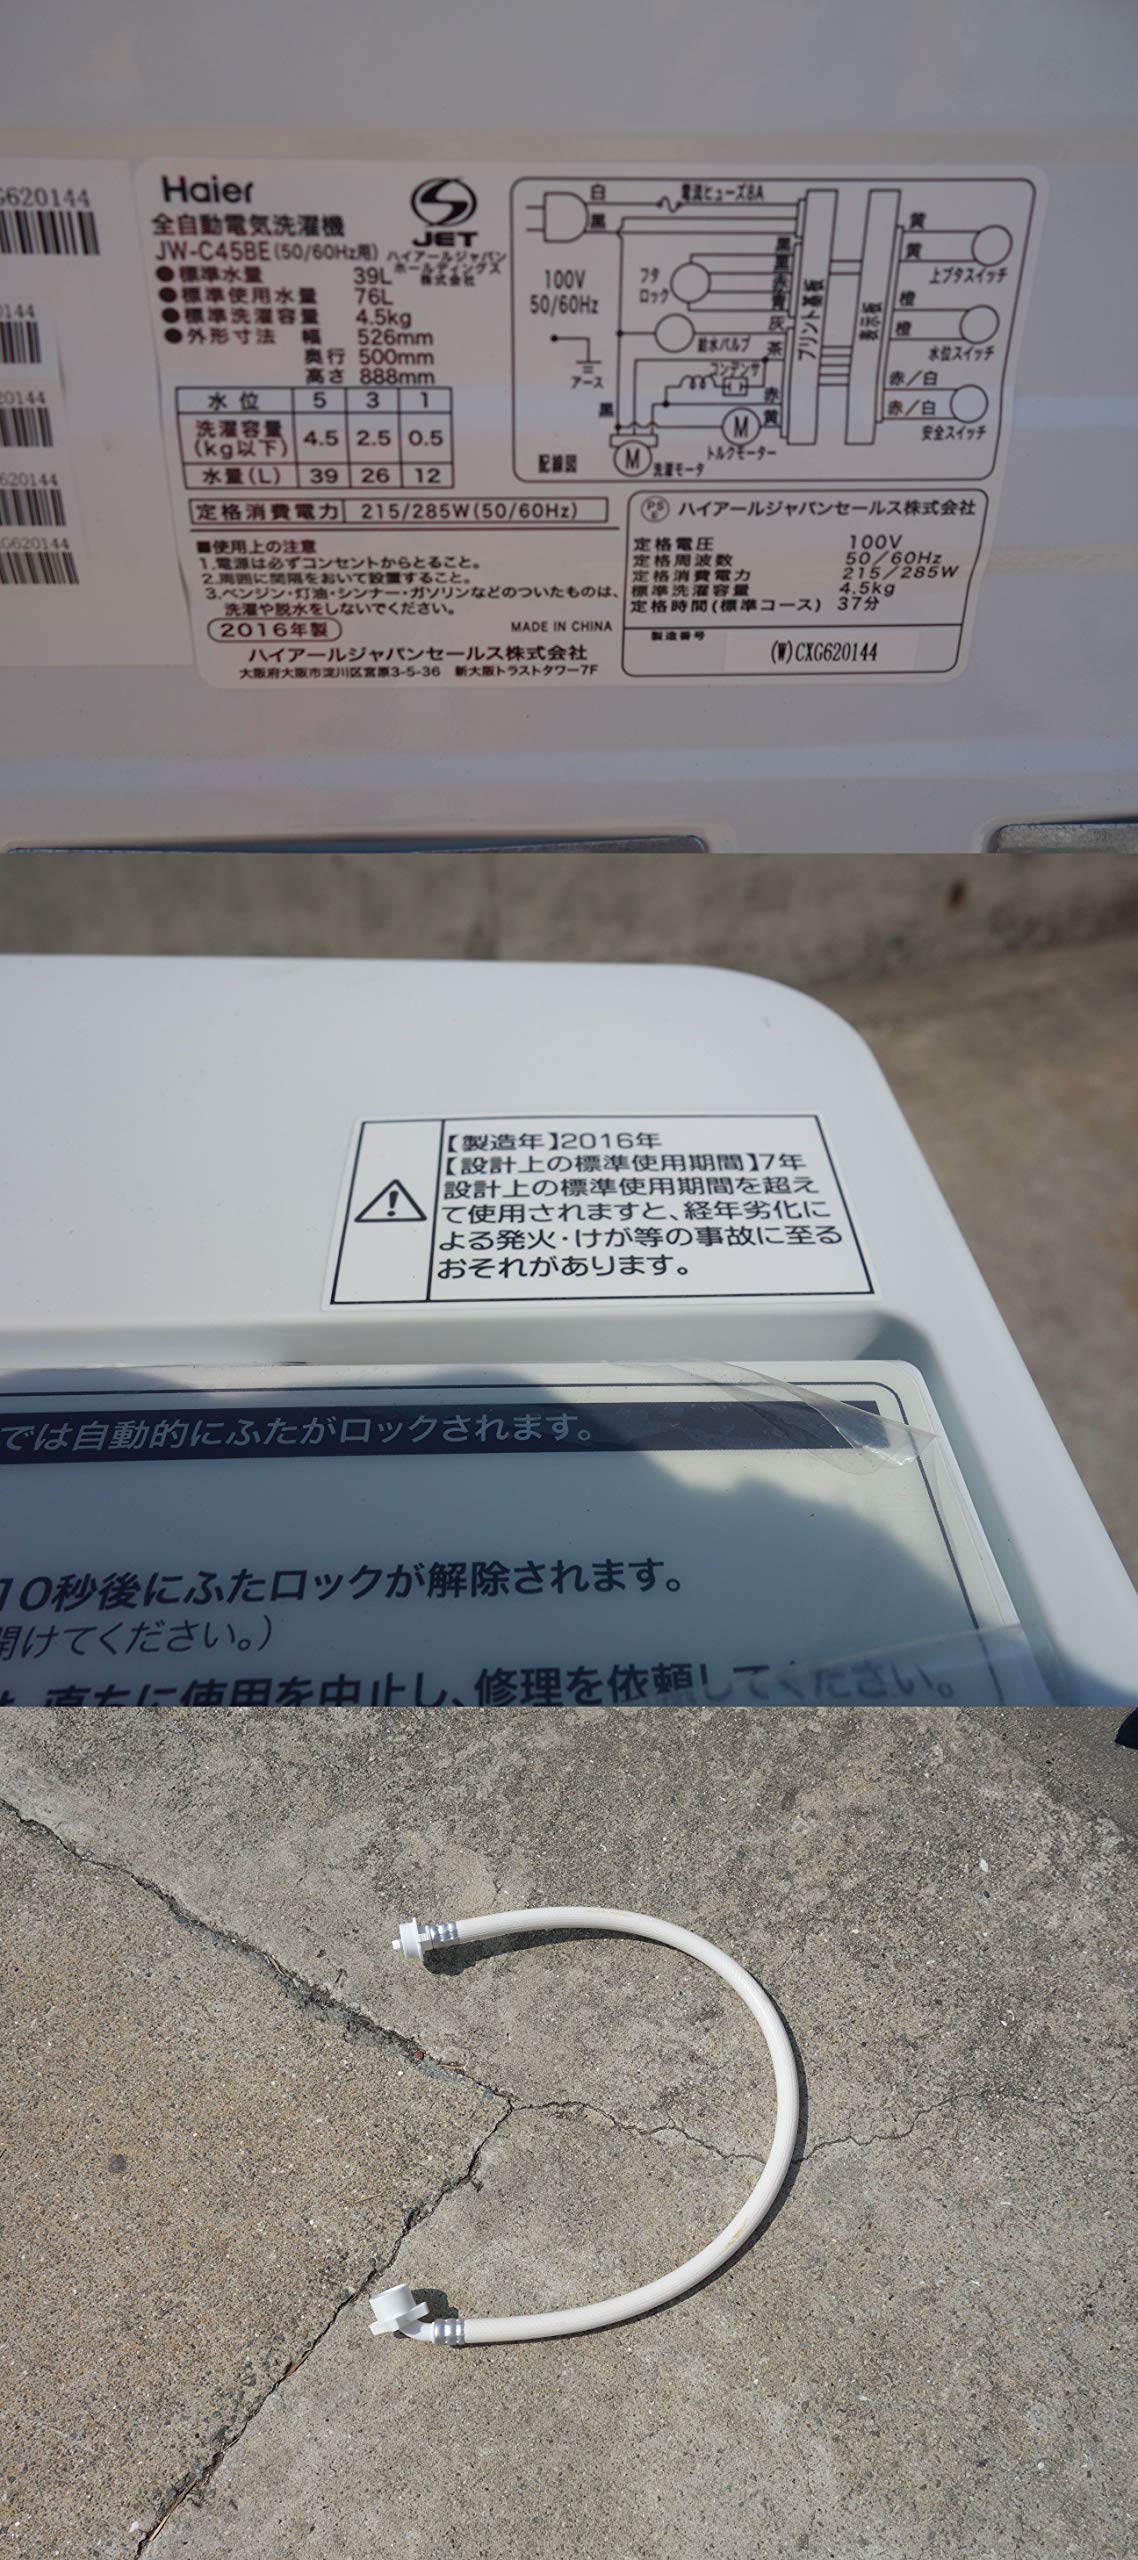 G620144
0144
20144
620144
G620144
Haier
全自動電気洗濯機
JW-C45BE(50/60Hz用)
JET
ハイアールジャパン
ホールディングス
株式会社
●標準水量 39L
●標準使用水量 76L
●標準洗濯容量 4.5kg
●外形寸法 幅 526mm
奥行 500mm
高さ 888mm
水位 5 3 1
洗濯容量(kg以下) 4.5 2.5 0.5
水量(L) 39 26 12
定格消費電力 215/285W(50/60Hz)
■使用上の注意
1.電源は必ずコンセントからとること。
2.周囲に間隔をおいて設置すること。
3.ベンジン・灯油・シンナー・ガソリンなどのついたものは、
洗濯や脱水をしないでください。
2016年製 MADE IN CHINA
ハイアールジャパンセールス株式会社
大阪府大阪市淀川区宮原3-5-36 新大阪トラストタワー7F
白 電流ヒューズ8A
黒
100V
50/60Hz
アース
フタ
ロック
黒
黒
赤
青
灰
給水バルブ
茶
コンデンサ
赤
黒
黄
M トルクモーター
M 洗濯モータ
配線図
プリント基板
表示板
黄
黄
上ブタスイッチ
橙
橙
水位スイッチ
赤/白
赤/白
安全スイッチ
PSE ハイアールジャパンセールス株式会社
定格電圧 100V
定格周波数 50/60Hz
定格消費電力 215/285W
標準洗濯容量 4.5kg
定格時間(標準コース) 37分
製造番号
(W)CXG620144
【製造年】2016年
【設計上の標準使用期間】7年
設計上の標準使用期間を超え
て使用されますと、経年劣化に
よる発火・けが等の事故に至る
おそれがあります。
では自動的にふたがロックされます。
10秒後にふたロックが解除されます。
開けてください。)
直ちに使用を中止し、修理を依頼してください。